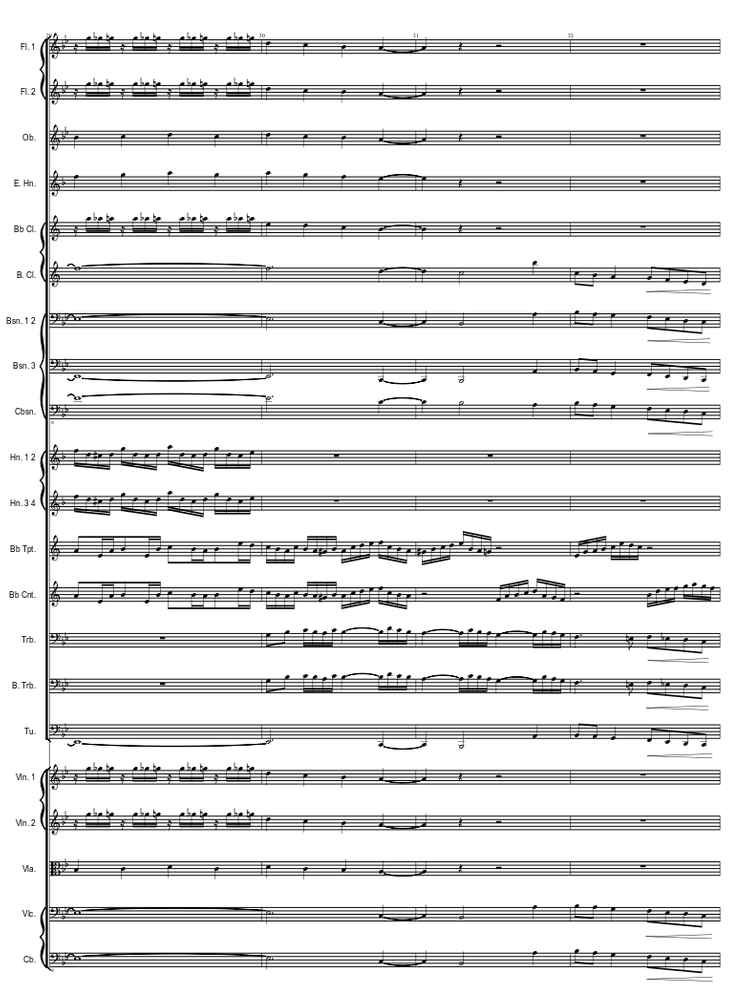 29 30 31 32
Fl. 1
Fl. 2
Ob.
E. Hn.
Bb Cl.
B. Cl.
Bsn. 1 2
Bsn. 3
Cbsn.
8
Hn. 1 2
Hn. 3 4
Bb Tpt.
Bb Cnt.
Trb.
B. Trb.
Tu.
Vln. 1
Vln. 2
Vla.
Vlc.
Cb.
8